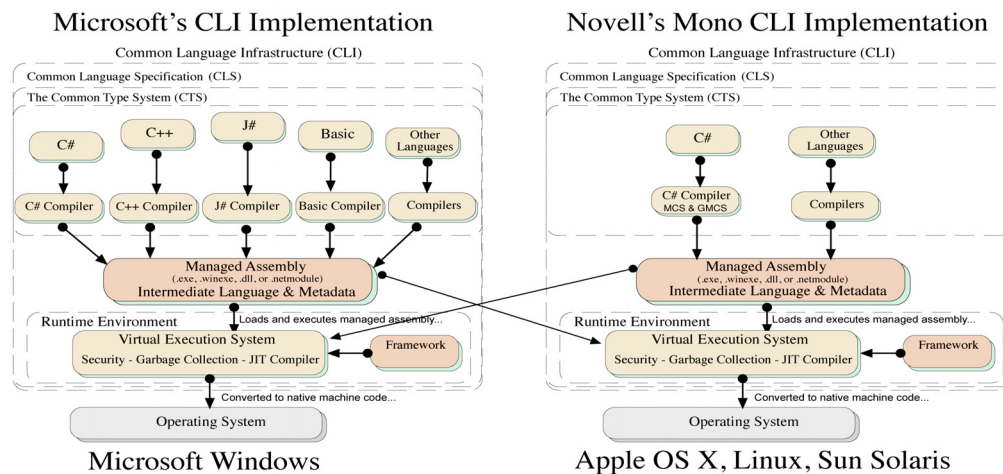 Microsoft's CLI Implementation
Common Language Infrastructure (CLI)
Common Language Specification (CLS)
The Common Type System (CTS)
C#
C++
J#
Basic
Other
Languages
C# Compiler
C++ Compiler
J# Compiler
Basic Compiler
Compilers
Managed Assembly
(.exe, .winexe, .dll, or .netmodule)
Intermediate Language & Metadata
Runtime Environment
Loads and executes managed assembly...
Virtual Execution System
Security - Garbage Collection - JIT Compiler
Framework
Converted to native machine code...
Operating System
Microsoft Windows
Novell's Mono CLI Implementation
Common Language Infrastructure (CLI)
Common Language Specification (CLS)
The Common Type System (CTS)
C#
Other
Languages
C# Compiler
MCS & GMCS
Compilers
Managed Assembly
(.exe, .winexe, .dll, or .netmodule)
Intermediate Language & Metadata
Runtime Environment
Loads and executes managed assembly...
Virtual Execution System
Security - Garbage Collection - JIT Compiler
Framework
Converted to native machine code...
Operating System
Apple OS X, Linux, Sun Solaris